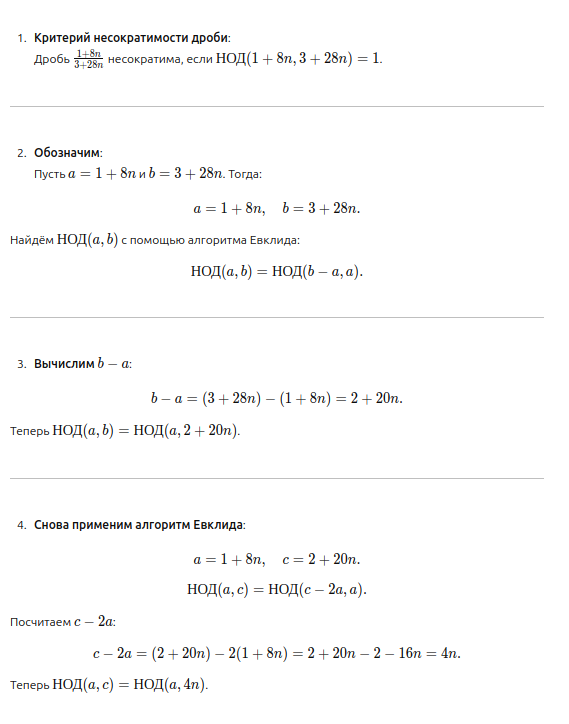 1. Критерий несократимости дроби:
Дробь \frac{1+8n}{3+28n} несократима, если НОД(1 + 8n, 3 + 28n) = 1.
2. Обозначим:
Пусть a = 1 + 8n и b = 3 + 28n. Тогда:
a = 1 + 8n, b = 3 + 28n.
Найдём НОД(a, b) с помощью алгоритма Евклида:
НОД(a, b) = НОД(b − a, a).
3. Вычислим b − a:
b − a = (3 + 28n) − (1 + 8n) = 2 + 20n.
Теперь НОД(a, b) = НОД(a, 2 + 20n).
4. Снова применим алгоритм Евклида:
a = 1 + 8n, c = 2 + 20n.
НОД(a, c) = НОД(c − 2a, a).
Посчитаем c − 2a:
c − 2a = (2 + 20n) − 2(1 + 8n) = 2 + 20n − 2 − 16n = 4n.
Теперь НОД(a, c) = НОД(a, 4n).